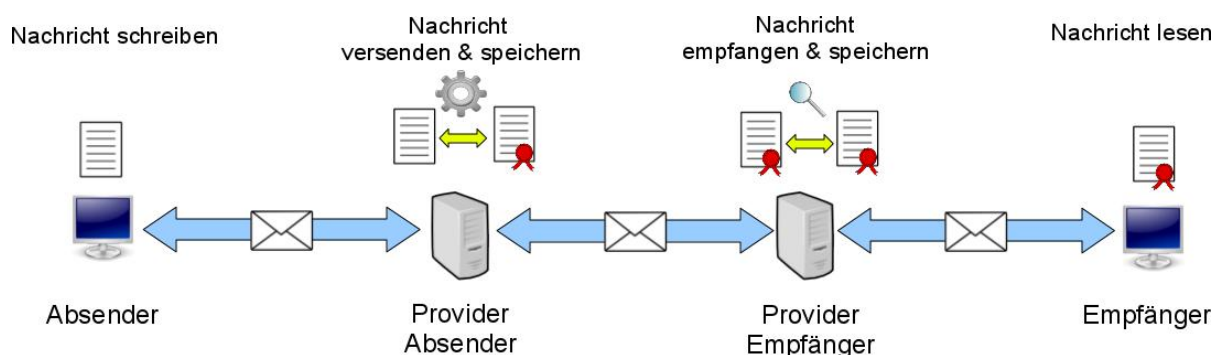 Nachricht schreiben
Nachricht
versenden & speichern
Nachricht
empfangen & speichern
Nachricht lesen
Absender
Provider
Absender
Provider
Empfänger
Empfänger